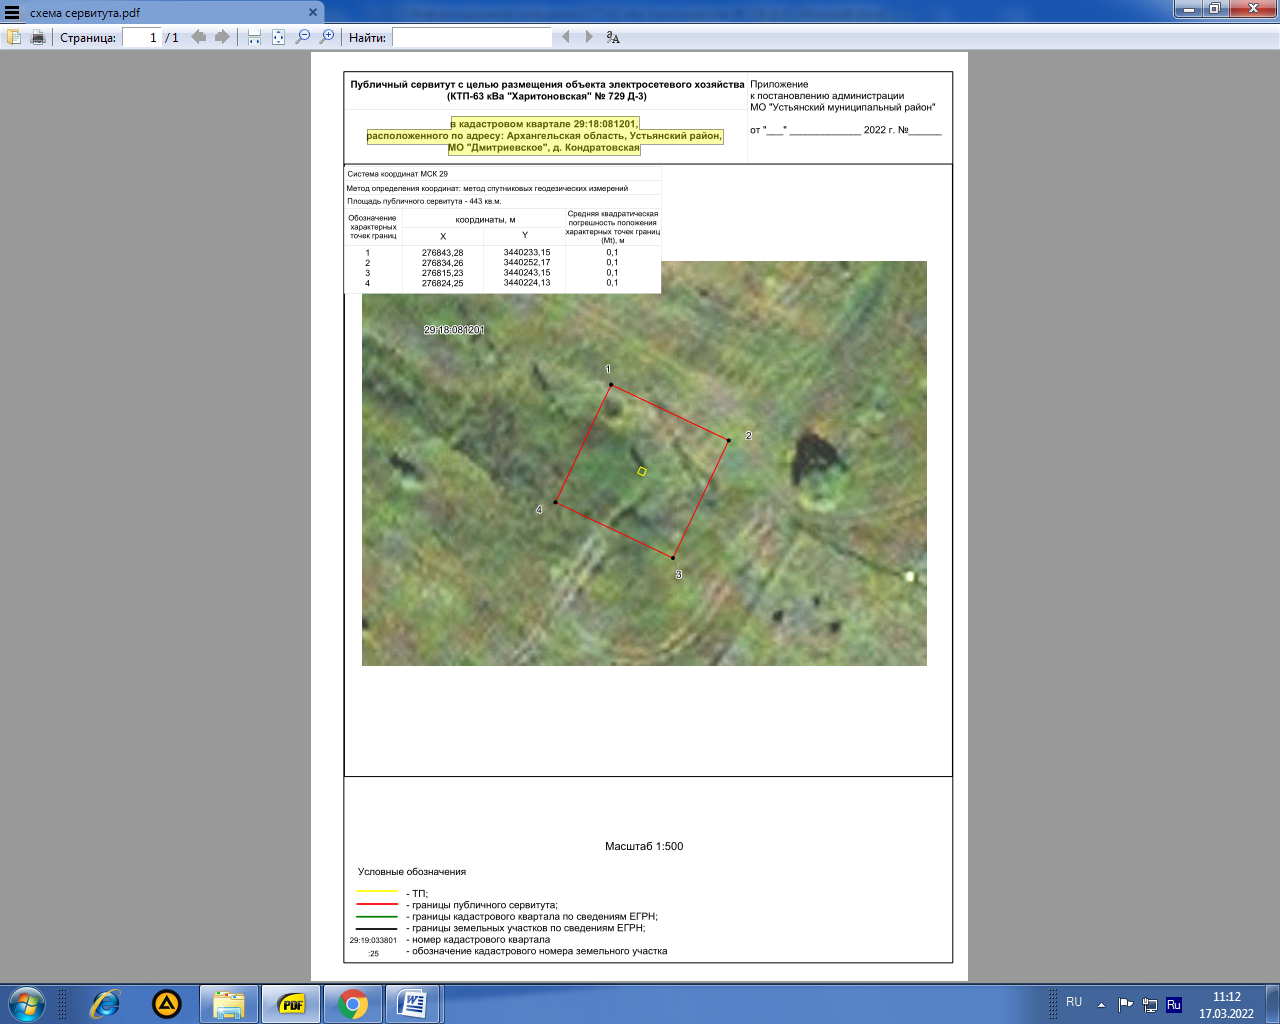 схема сервитута.pdf
Страница: 1 / 1 Найти:
Публичный сервитут с целью размещения объекта электросетевого хозяйства
(КТП-63 кВа "Харитоновская" № 729 Д-3)
в кадастровом квартале 29:18:081201,
расположенного по адресу: Архангельская область, Устьянский район,
МО "Дмитриевское", д. Кондратовская
Приложение
к постановлению администрации
МО "Устьянский муниципальный район"
от "___" _____________ 2022 г. №______
Система координат МСК 29
Метод определения координат: метод спутниковых геодезических измерений
Площадь публичного сервитута - 443 кв.м.
Обозначение
характерных
точек границ
координаты, м
X Y
Средняя квадратическая
погрешность положения
характерных точек границ
(Mt), м
1 276843,28 3440233,15 0,1
2 276834,26 3440252,17 0,1
3 276815,23 3440243,15 0,1
4 276824,25 3440224,13 0,1
29:18:081201
1
2
4
3
Масштаб 1:500
Условные обозначения
- ТП;
- границы публичного сервитута;
- границы кадастрового квартала по сведениям ЕГРН;
- границы земельных участков по сведениям ЕГРН;
29:19:033801 - номер кадастрового квартала
:25 - обозначение кадастрового номера земельного участка
PDF
RU
Ru
11:12
17.03.2022